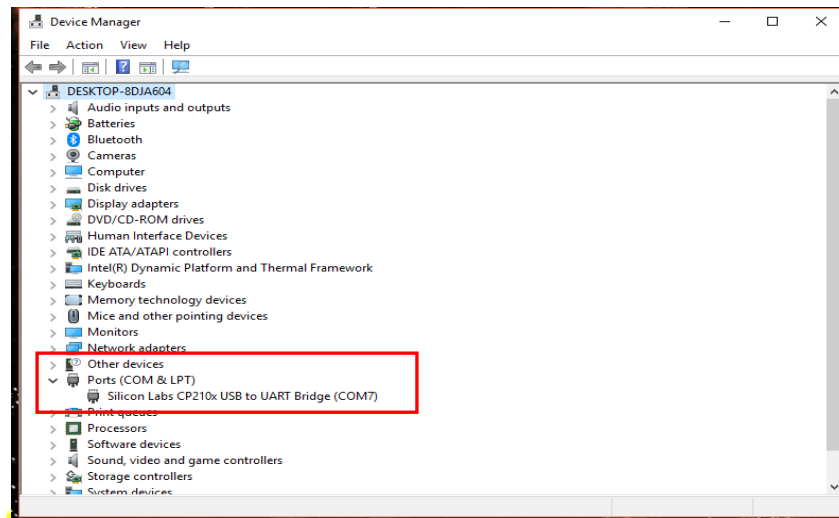 Device Manager
File Action View Help
DESKTOP-8DJA604
Audio inputs and outputs
Batteries
Bluetooth
Cameras
Computer
Disk drives
Display adapters
DVD/CD-ROM drives
Human Interface Devices
IDE ATA/ATAPI controllers
Intel(R) Dynamic Platform and Thermal Framework
Keyboards
Memory technology devices
Mice and other pointing devices
Monitors
Network adapters
Other devices
Ports (COM & LPT)
Silicon Labs CP210x USB to UART Bridge (COM7)
Print queues
Processors
Software devices
Sound, video and game controllers
Storage controllers
System devices